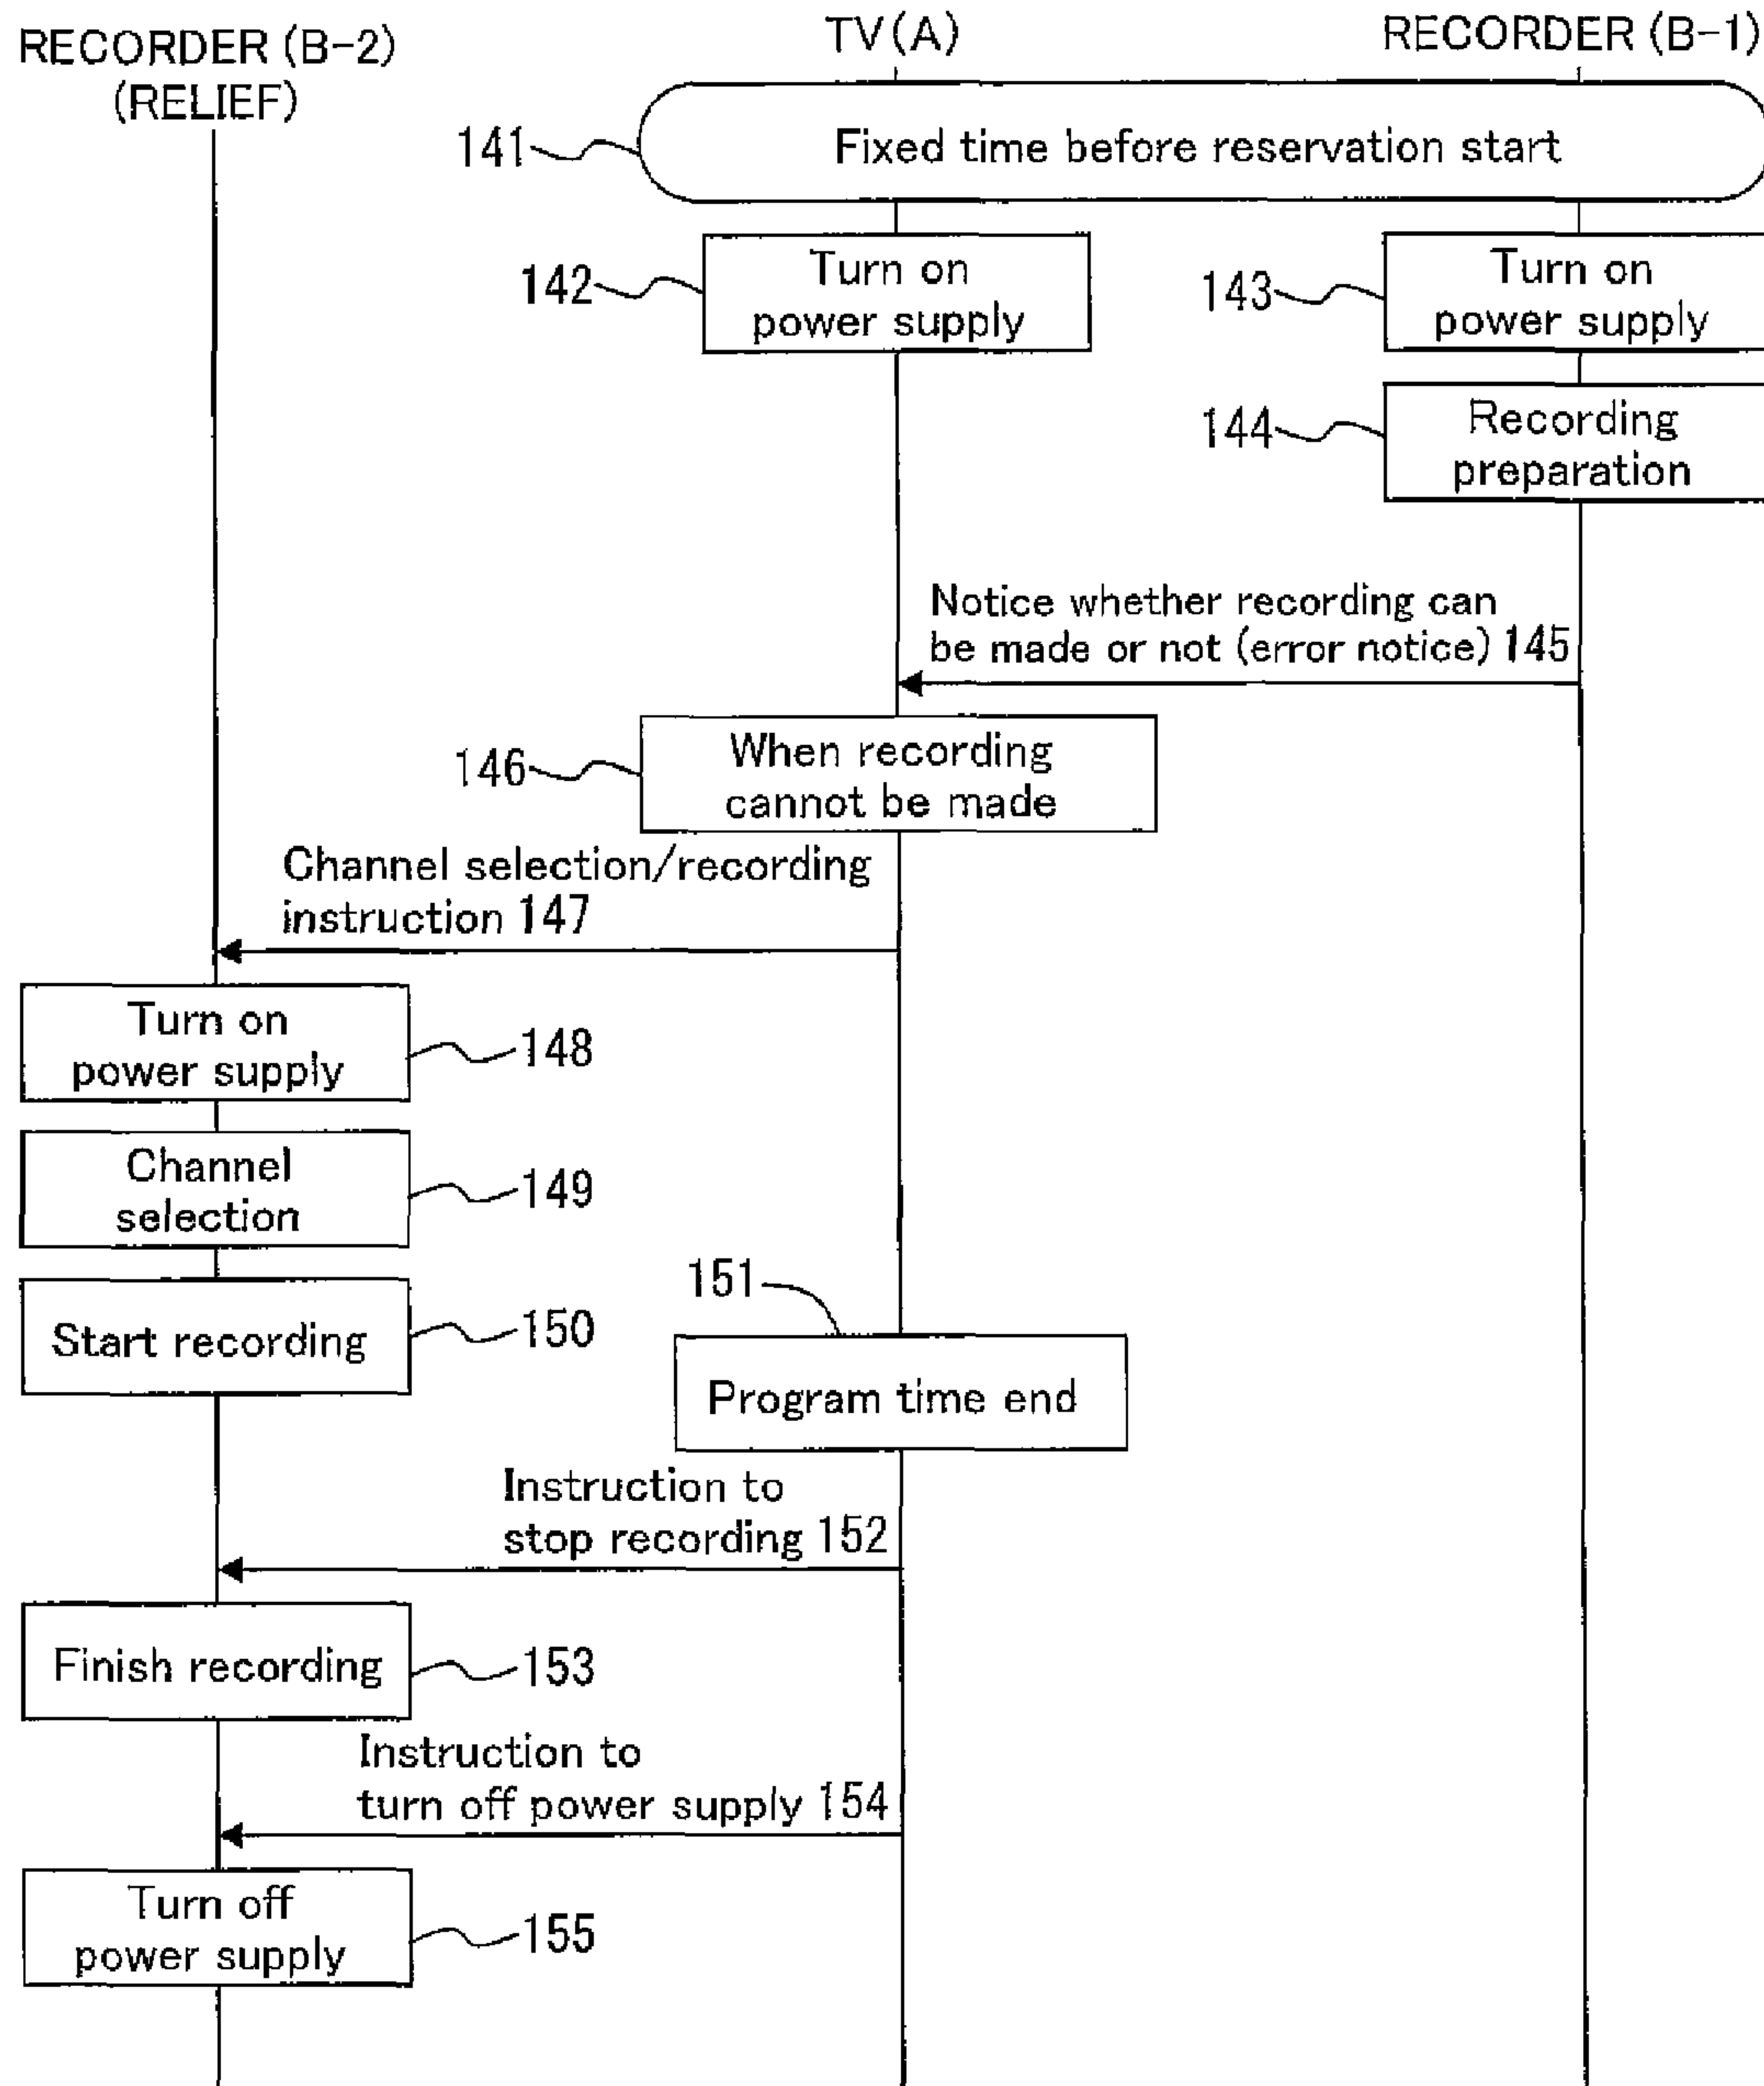 RECORDER (B-2)
(RELIEF)
TV(A)
RECORDER (B-1)
141
Fixed time before reservation start
142
Turn on
power supply
143
Turn on
power supply
144
Recording
preparation
Notice whether recording can
be made or not (error notice) 145
146
When recording
cannot be made
Channel selection/recording
instruction 147
Turn on
power supply
148
Channel
selection
149
Start recording
150
151
Program time end
Instruction to
stop recording 152
Finish recording
153
Instruction to
turn off power supply 154
Turn off
power supply
155